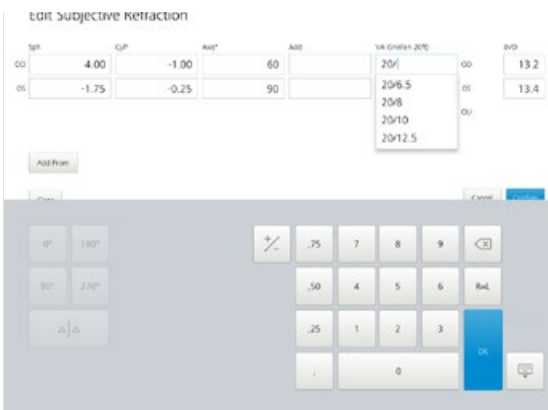 Edit Subjective Refraction
Sph Cyl* Axis* Add VA (Snellen 20ft) BVD
OD 4.00 -1.00 60 20/ OD 13.2
OS -1.75 -0.25 90 OS 13.4
20/6.5
20/8
OU
20/10
20/12.5
Add Prism
Clear Cancel Confirm
0° 180° +/- .75 7 8 9
90° 270° .50 4 5 6 R=L
.25 1 2 3
OK
. 0